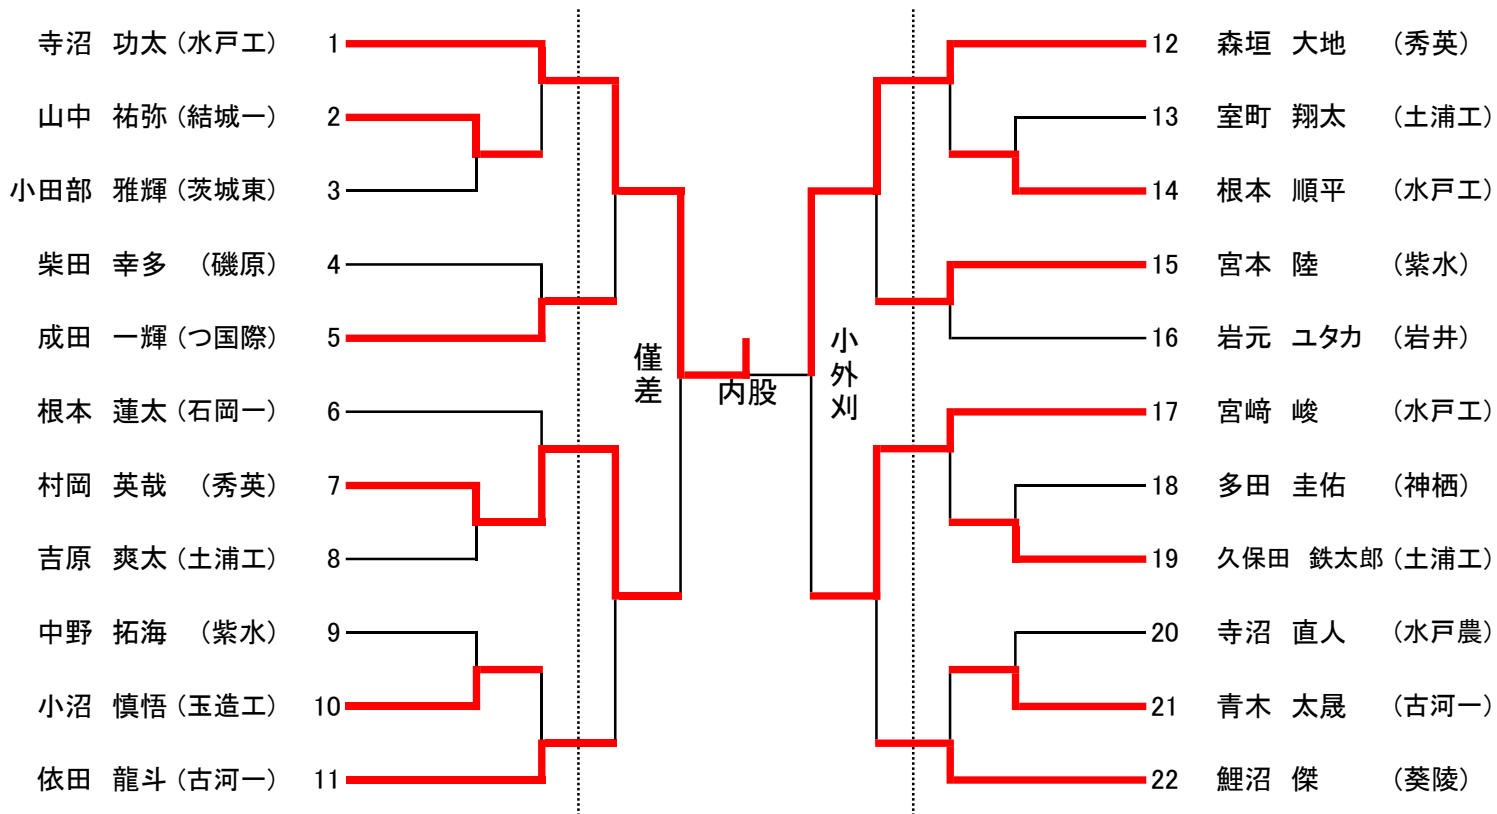 寺沼 功太 (水戸工) 1
山中 祐弥 (結城一) 2
小田部 雅輝 (茨城東) 3
柴田 幸多 (磯原) 4
成田 一輝 (つ国際) 5
根本 蓮太 (石岡一) 6
村岡 英哉 (秀英) 7
吉原 爽太 (土浦工) 8
中野 拓海 (紫水) 9
小沼 慎悟 (玉造工) 10
依田 龍斗 (古河一) 11
僅差
内股
小外刈
12 森垣 大地 (秀英)
13 室町 翔太 (土浦工)
14 根本 順平 (水戸工)
15 宮本 陸 (紫水)
16 岩元 ユタカ (岩井)
17 宮﨑 峻 (水戸工)
18 多田 圭佑 (神栖)
19 久保田 鉄太郎 (土浦工)
20 寺沼 直人 (水戸農)
21 青木 太晟 (古河一)
22 鯉沼 傑 (葵陵)